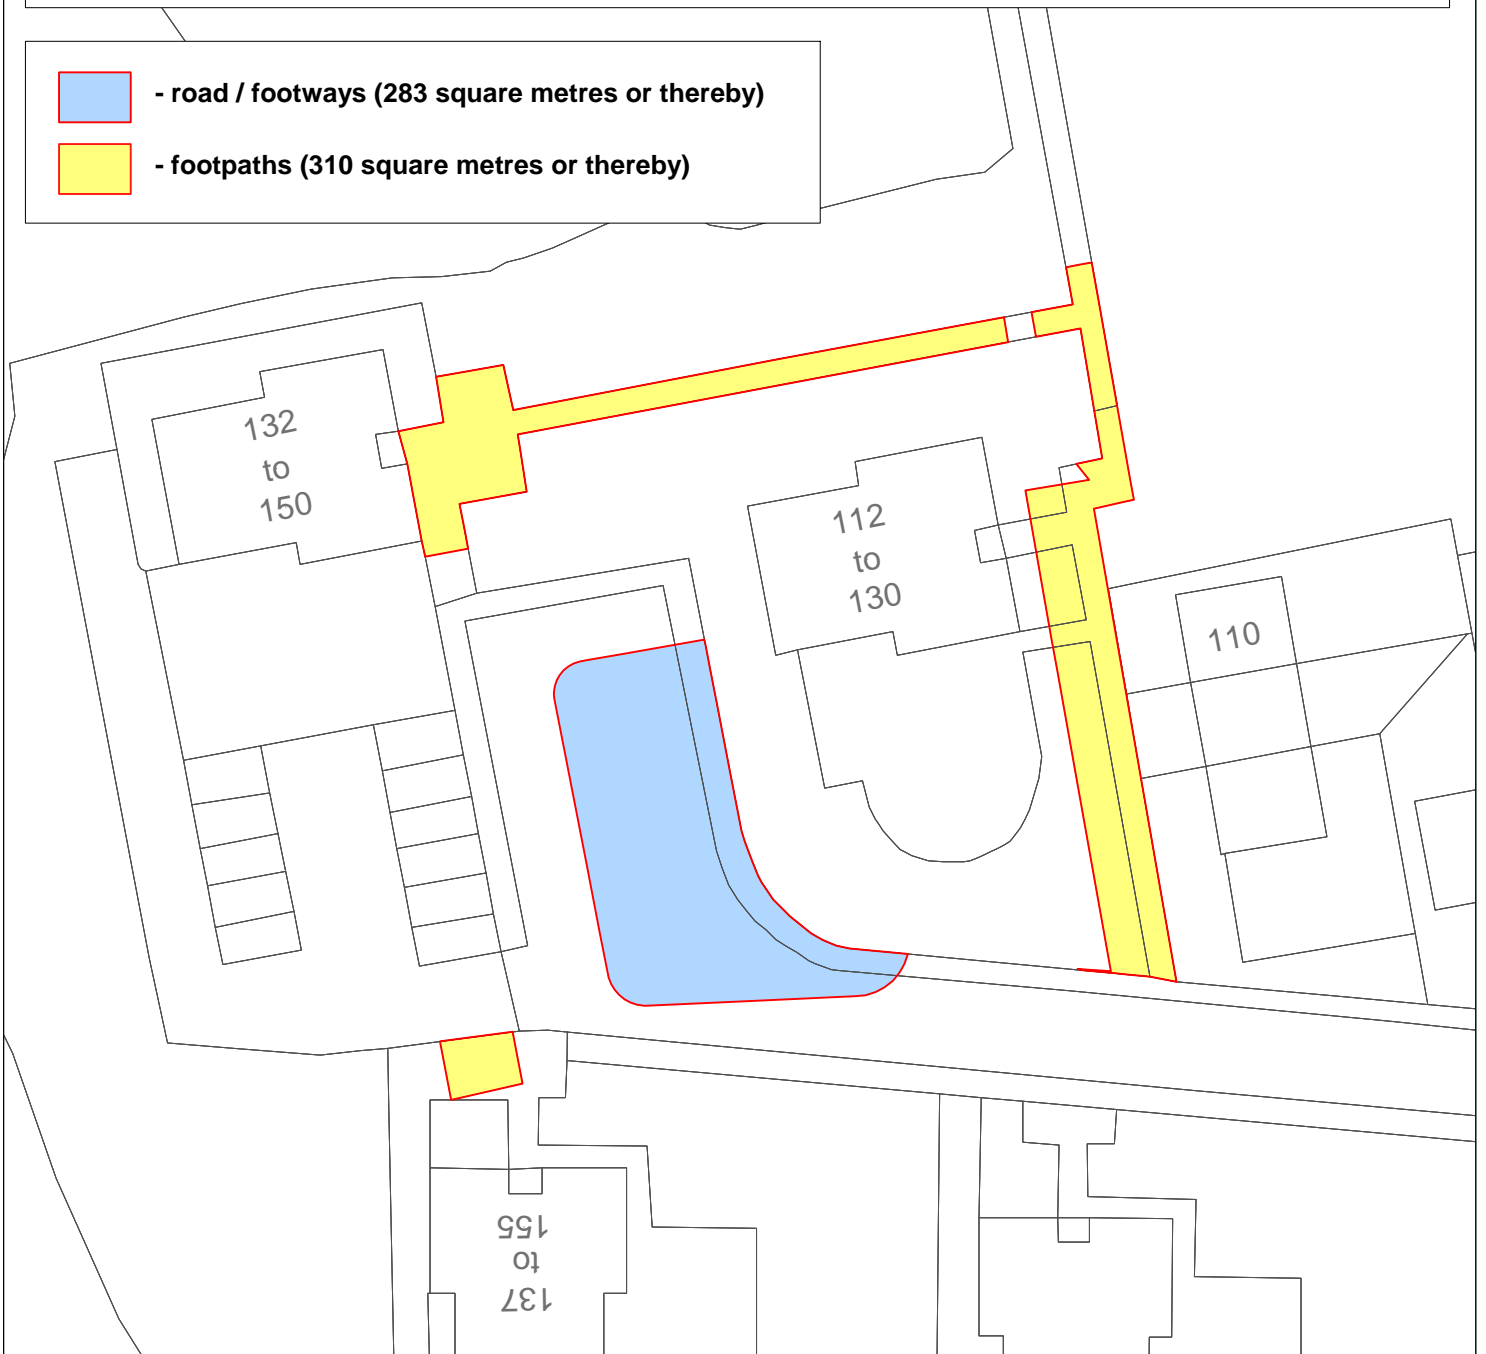 - road / footways (283 square metres or thereby)
- footpaths (310 square metres or thereby)
132
to
150
112
to
130
110
137
to
155